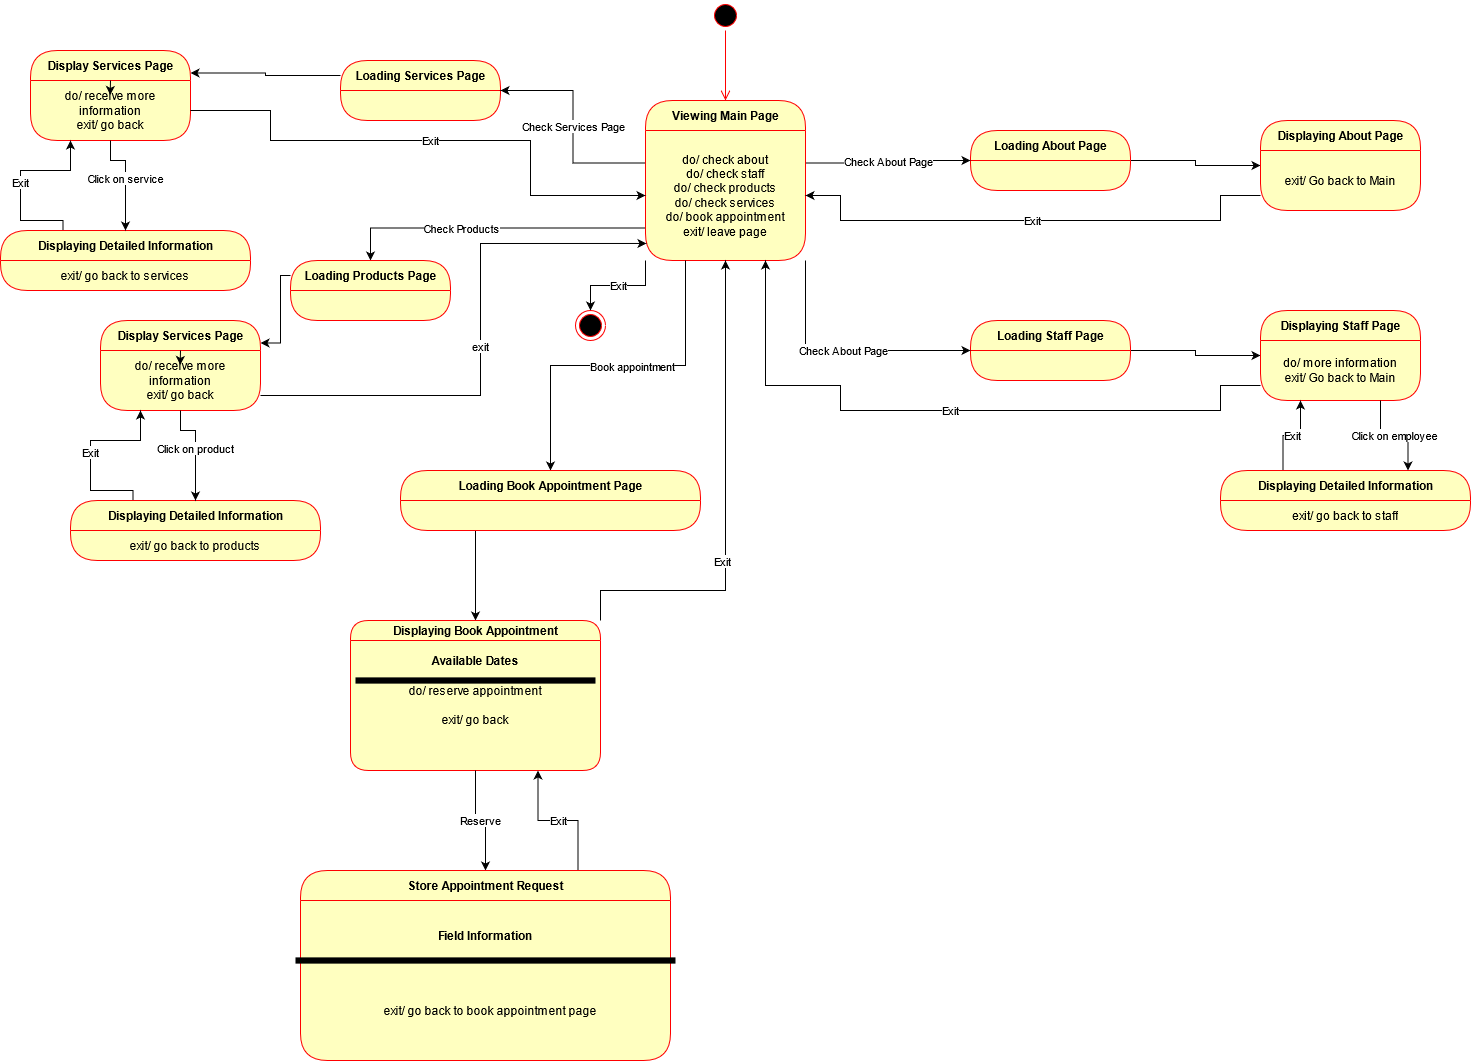 Display Services Page
do/ receive more
information
exit/ go back
Loading Services Page
Check Services Page
Exit
Exit
Click on service
Displaying Detailed Information
exit/ go back to services
Viewing Main Page
do/ check about
do/ check staff
do/ check products
do/ check services
do/ book appointment
exit/ leave page
Check About Page
Loading About Page
Displaying About Page
exit/ Go back to Main
Exit
Check Products
Loading Products Page
Exit
Display Services Page
do/ receive more
information
exit/ go back
exit
Exit
Click on product
Displaying Detailed Information
exit/ go back to products
Book appointment
Check About Page
Loading Staff Page
Displaying Staff Page
do/ more information
exit/ Go back to Main
Exit
Exit
Click on employee
Displaying Detailed Information
exit/ go back to staff
Loading Book Appointment Page
Exit
Displaying Book Appointment
Available Dates
do/ reserve appointment
exit/ go back
Reserve
Exit
Store Appointment Request
Field Information
exit/ go back to book appointment page